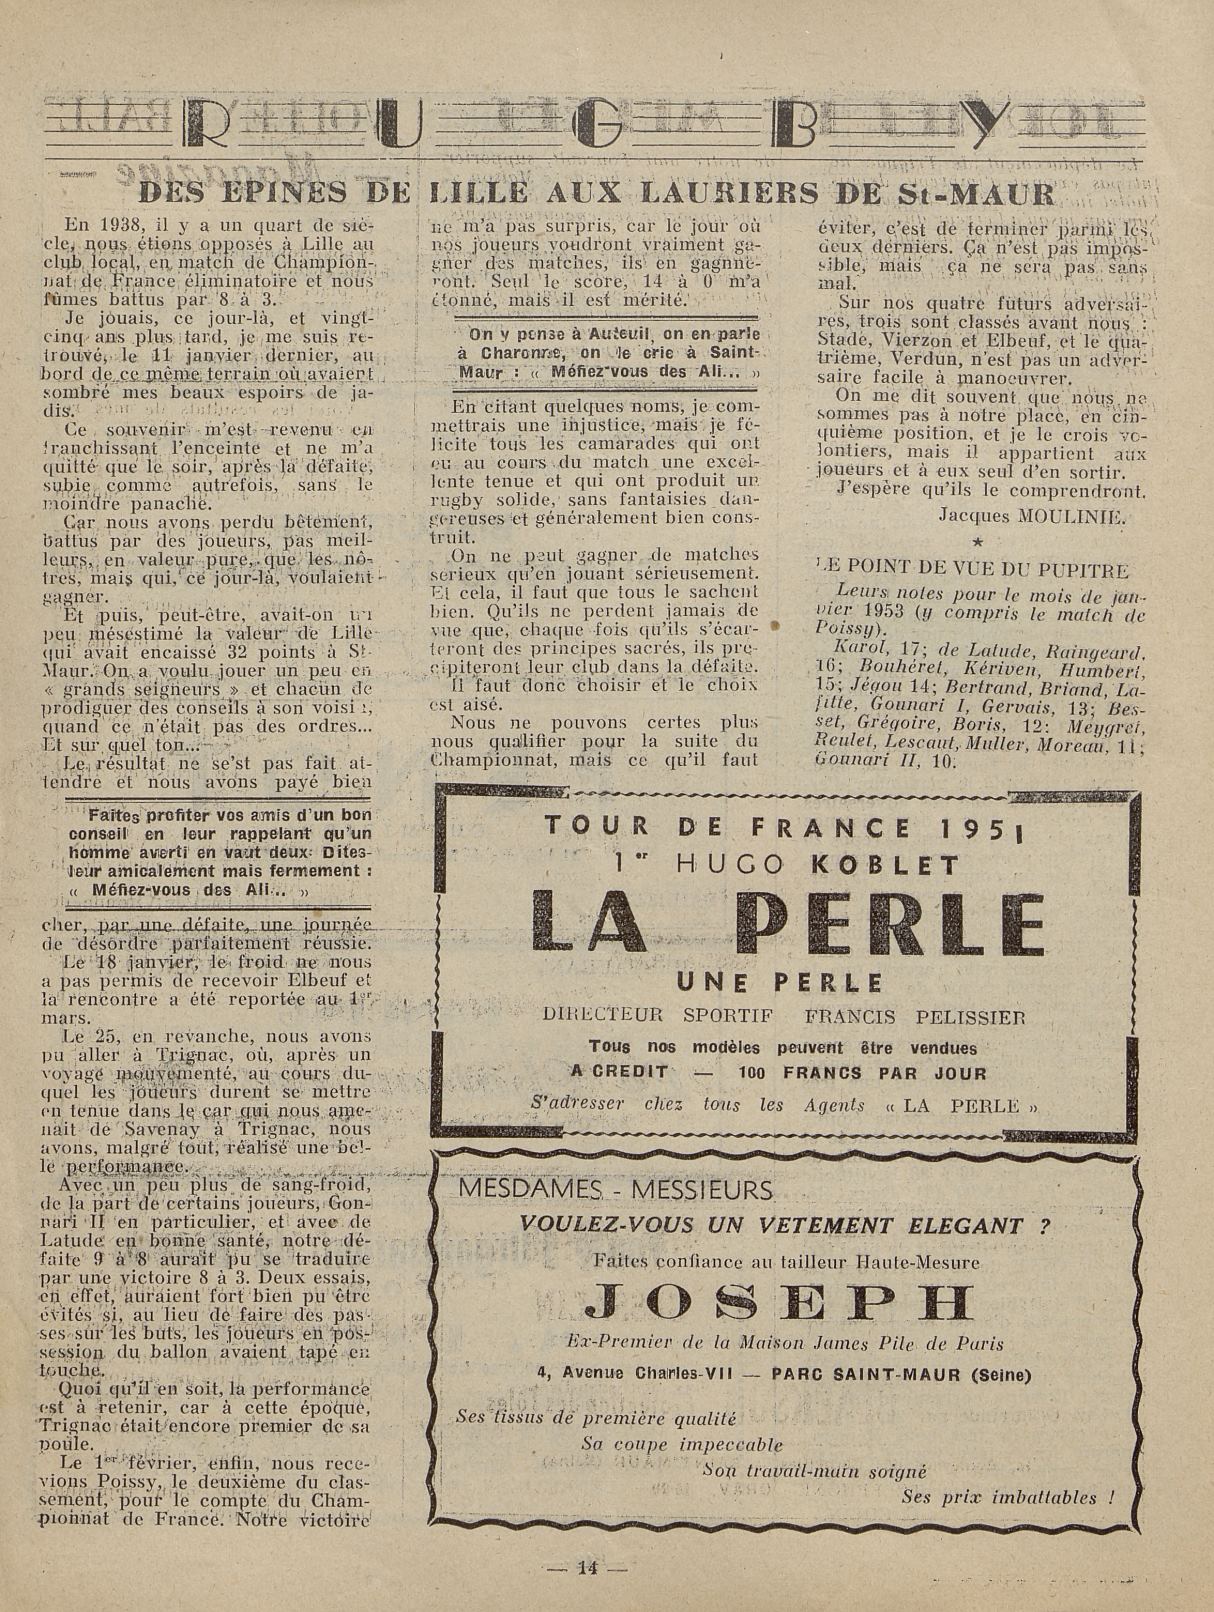 RUGBY
DES EPINES DE LILLE AUX LAURIERS DE St-MAUR
En 1938, il y a un quart de siè-
cle, nous étions opposés à Lille au
club local, en match de Champion-
nat de France éliminatoire et nous
fûmes battus par 8 à 3.
Je jouais, ce jour-là, et vingt-
cinq ans plus tard, je me suis re-
trouvé, le 11 janvier dernier, au
bord de ce même terrain où avaient
sombré mes beaux espoirs de ja-
dis.
Ce souvenir m'est revenu en
franchissant l'enceinte et ne m'a
quitté que le soir, après la défaite,
subie comme autrefois, sans le
moindre panache.
Car nous avons perdu bêtement,
battus par des joueurs, pas meil-
leurs, en valeur pure, que les nô-
tres, mais qui, ce jour-là, voulaient
gagner.
Et puis, peut-être, avait-on un
peu mésestimé la valeur de Lille
qui avait encaissé 32 points à St-
Maur. On a voulu jouer un peu en
« grands seigneurs » et chacun de
prodiguer des conseils à son voisin,
quand ce n'était pas des ordres...
Et sur quel ton...
Le résultat ne se'st pas fait at-
tendre et nous avons payé bien
Faites profiter vos amis d'un bon
conseil en leur rappelant qu'un
homme averti en vaut deux. Dites-
leur amicalement mais fermement :
« Méfiez-vous des Ali... »
cher, par une défaite, une journée
de désordre parfaitement réussie.
Le 18 janvier, le froid ne nous
a pas permis de recevoir Elbeuf et
la rencontre a été reportée au 1er
mars.
Le 25, en revanche, nous avons
pu aller à Trignac, où, après un
voyage mouvementé, au cours du-
quel les joueurs durent se mettre
en tenue dans le car qui nous ame-
nait de Savenay à Trignac, nous
avons, malgré tout, réalisé une bel-
le performance.
Avec un peu plus de sang-froid,
de la part de certains joueurs, Gon-
nari II en particulier, et avec de
Latude en bonne santé, notre dé-
faite 9 à 8 aurait pu se traduire
par une victoire 8 à 3. Deux essais,
en effet, auraient fort bien pu être
évités si, au lieu de faire des pas-
ses sur les buts, les joueurs en pos-
session du ballon avaient tapé en
touche.
Quoi qu'il en soit, la performance
est à retenir, car à cette époque,
Trignac était encore premier de sa
poule.
Le 1er février, enfin, nous rece-
vions Poissy, le deuxième du clas-
sement, pour le compte du Cham-
pionnat de France. Notre victoire
ne m'a pas surpris, car le jour où
nos joueurs voudront vraiment ga-
gner des matches, ils en gagne-
ront. Seul le score, 14 à 0 m'a
étonné, mais il est mérité.
On y pense à Auteuil, on en parle
à Charonne, on le crie à Saint-
Maur : « Méfiez-vous des Ali... »
En citant quelques noms, je com-
mettrais une injustice, mais je fé-
licite tous les camarades qui ont
eu au cours du match une excel-
lente tenue et qui ont produit un
rugby solide, sans fantaisies dan-
gereuses et généralement bien cons-
truit.
On ne peut gagner de matches
sérieux qu'en jouant sérieusement.
Et cela, il faut que tous le sachent
bien. Qu'ils ne perdent jamais de
vue que, chaque fois qu'ils s'écar-
teront des principes sacrés, ils pré-
cipiteront leur club dans la défaite.
Il faut donc choisir et le choix
est aisé.
Nous ne pouvons certes plus
nous qualifier pour la suite du
Championnat, mais ce qu'il faut
éviter, c'est de terminer parmi les
deux derniers. Ça n'est pas impos-
sible, mais ça ne sera pas sans
mal.
Sur nos quatre futurs adversai-
res, trois sont classés avant nous :
Stade, Vierzon et Elbeuf, et le qua-
trième, Verdun, n'est pas un adver-
saire facile à manoeuvrer.
On me dit souvent que nous ne
sommes pas à notre place, en cin-
quième position, et je le crois vo-
lontiers, mais il appartient aux
joueurs et à eux seul d'en sortir.
J'espère qu'ils le comprendront.
Jacques MOULINIE.
★
LE POINT DE VUE DU PUPITRE
Leurs notes pour le mois de jan-
vier 1953 (y compris le match de
Poissy).
Karol, 17; de Latude, Raingeard,
16; Bouhéret, Kériven, Humbert,
15; Jégou 14; Bertrand, Briand, La-
fitte, Gounari I, Gervais, 13; Bes-
set, Grégoire, Boris, 12; Meygret,
Reulet, Lescaut, Muller, Moreau, 11;
Gounari II, 10.
TOUR DE FRANCE 1951
1er HUGO KOBLET
LA PERLE
UNE PERLE
DIRECTEUR SPORTIF FRANCIS PELISSIER
Tous nos modèles peuvent être vendues
A CREDIT — 100 FRANCS PAR JOUR
S'adresser chez tous les Agents « LA PERLE »
MESDAMES - MESSIEURS
VOULEZ-VOUS UN VETEMENT ELEGANT ?
Faites confiance au tailleur Haute-Mesure
JOSEPH
Ex-Premier de la Maison James Pile de Paris
4, Avenue Charles-VII — PARC SAINT-MAUR (Seine)
Ses tissus de première qualité
Sa coupe impeccable
Son travail-main soigné
Ses prix imbattables !
— 14 —